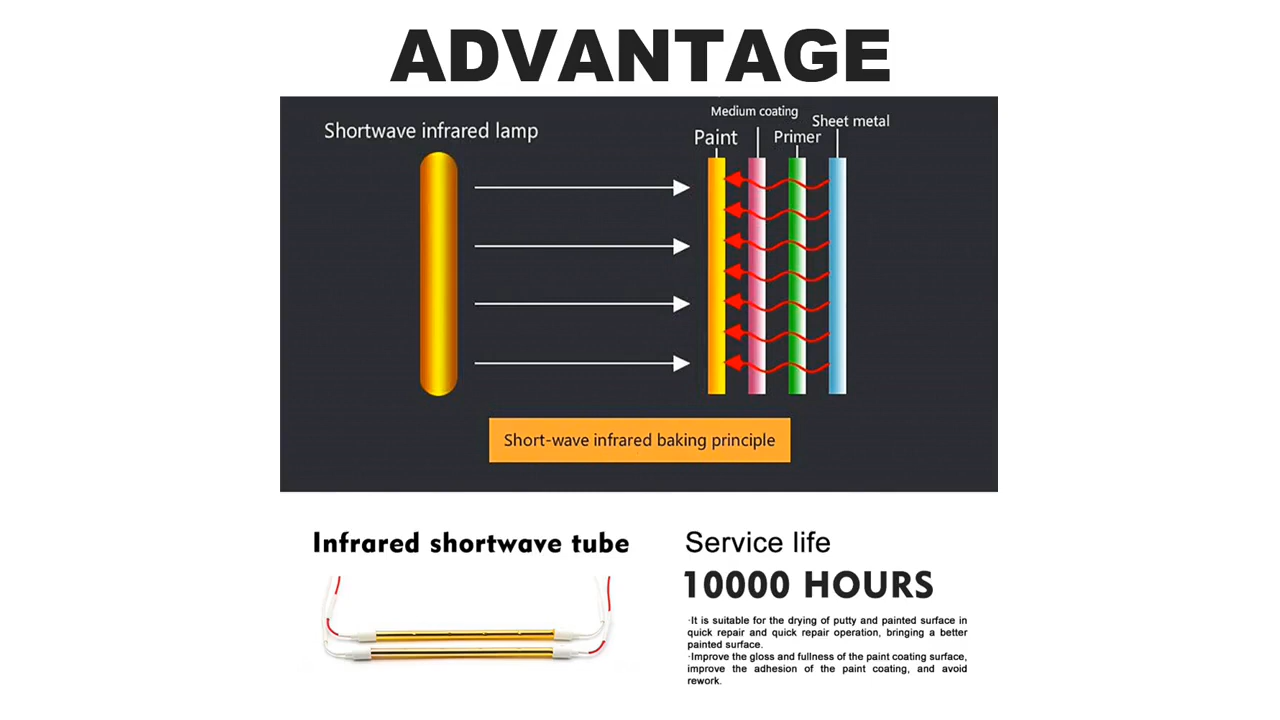 ADVANTAGE
Medium coating
Shortwave infrared lamp
Sheet metal
Paint
Primer
Short-wave infrared baking principle
Infrared shortwave tube
Service life
10000 HOURS
·It is suitable for the drying of putty and painted surface in
quick repair and quick repair operation, bringing a better
painted surface.
·Improve the gloss and fullness of the paint coating surface,
improve the adhesion of the paint coating, and avoid
rework.